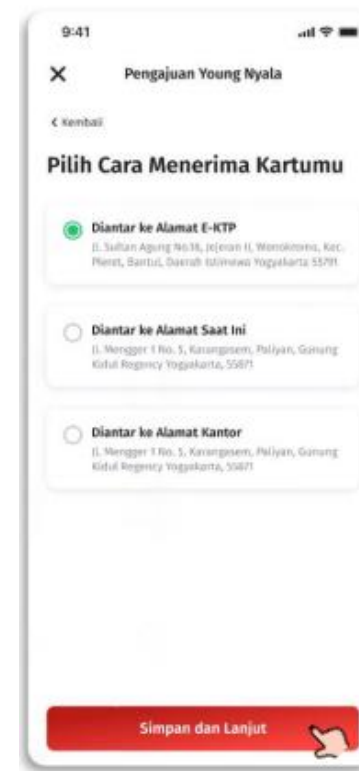 9:41
Pengajuan Young Nyala
< Kembali
Pilih Cara Menerima Kartumu
Diantar ke Alamat E-KTP
Jl. Sultan Agung No.18, Jejeran II, Wonokromo, Kec.
Pleret, Bantul, Daerah Istimewa Yogyakarta 55791
Diantar ke Alamat Saat Ini
Jl. Mengger 1 No. 5, Karangasem, Paliyan, Gunung
Kidul Regency Yogyakarta, 55871
Diantar ke Alamat Kantor
Jl. Mengger 1 No. 5, Karangasem, Paliyan, Gunung
Kidul Regency Yogyakarta, 55871
Simpan dan Lanjut